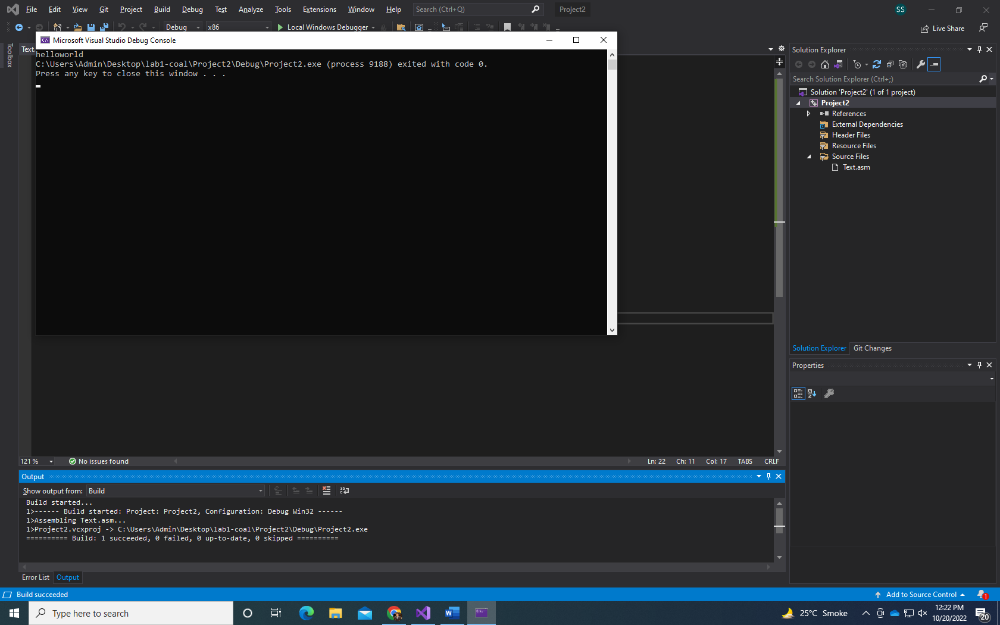 File Edit View Git Project Build Debug Test Analyze Tools Extensions Window Help Search (Ctrl+Q) Project2 SS
Debug x86 Local Windows Debugger Live Share
Toolbox
Text.
Microsoft Visual Studio Debug Console
helloworld
C:\Users\Admin\Desktop\lab1-coal\Project2\Debug\Project2.exe (process 9188) exited with code 0.
Press any key to close this window . . .
Solution Explorer
Search Solution Explorer (Ctrl+;)
Solution 'Project2' (1 of 1 project)
Project2
References
External Dependencies
Header Files
Resource Files
Source Files
Text.asm
Solution Explorer Git Changes
Properties
121 % No issues found Ln: 22 Ch: 11 Col: 17 TABS CRLF
Output
Show output from: Build
Build started...
1>------ Build started: Project: Project2, Configuration: Debug Win32 ------
1>Assembling Text.asm...
1>Project2.vcxproj -> C:\Users\Admin\Desktop\lab1-coal\Project2\Debug\Project2.exe
========== Build: 1 succeeded, 0 failed, 0 up-to-date, 0 skipped ==========
Error List Output
Build succeeded Add to Source Control 1
Type here to search 25°C Smoke 12:22 PM
10/20/2022 20